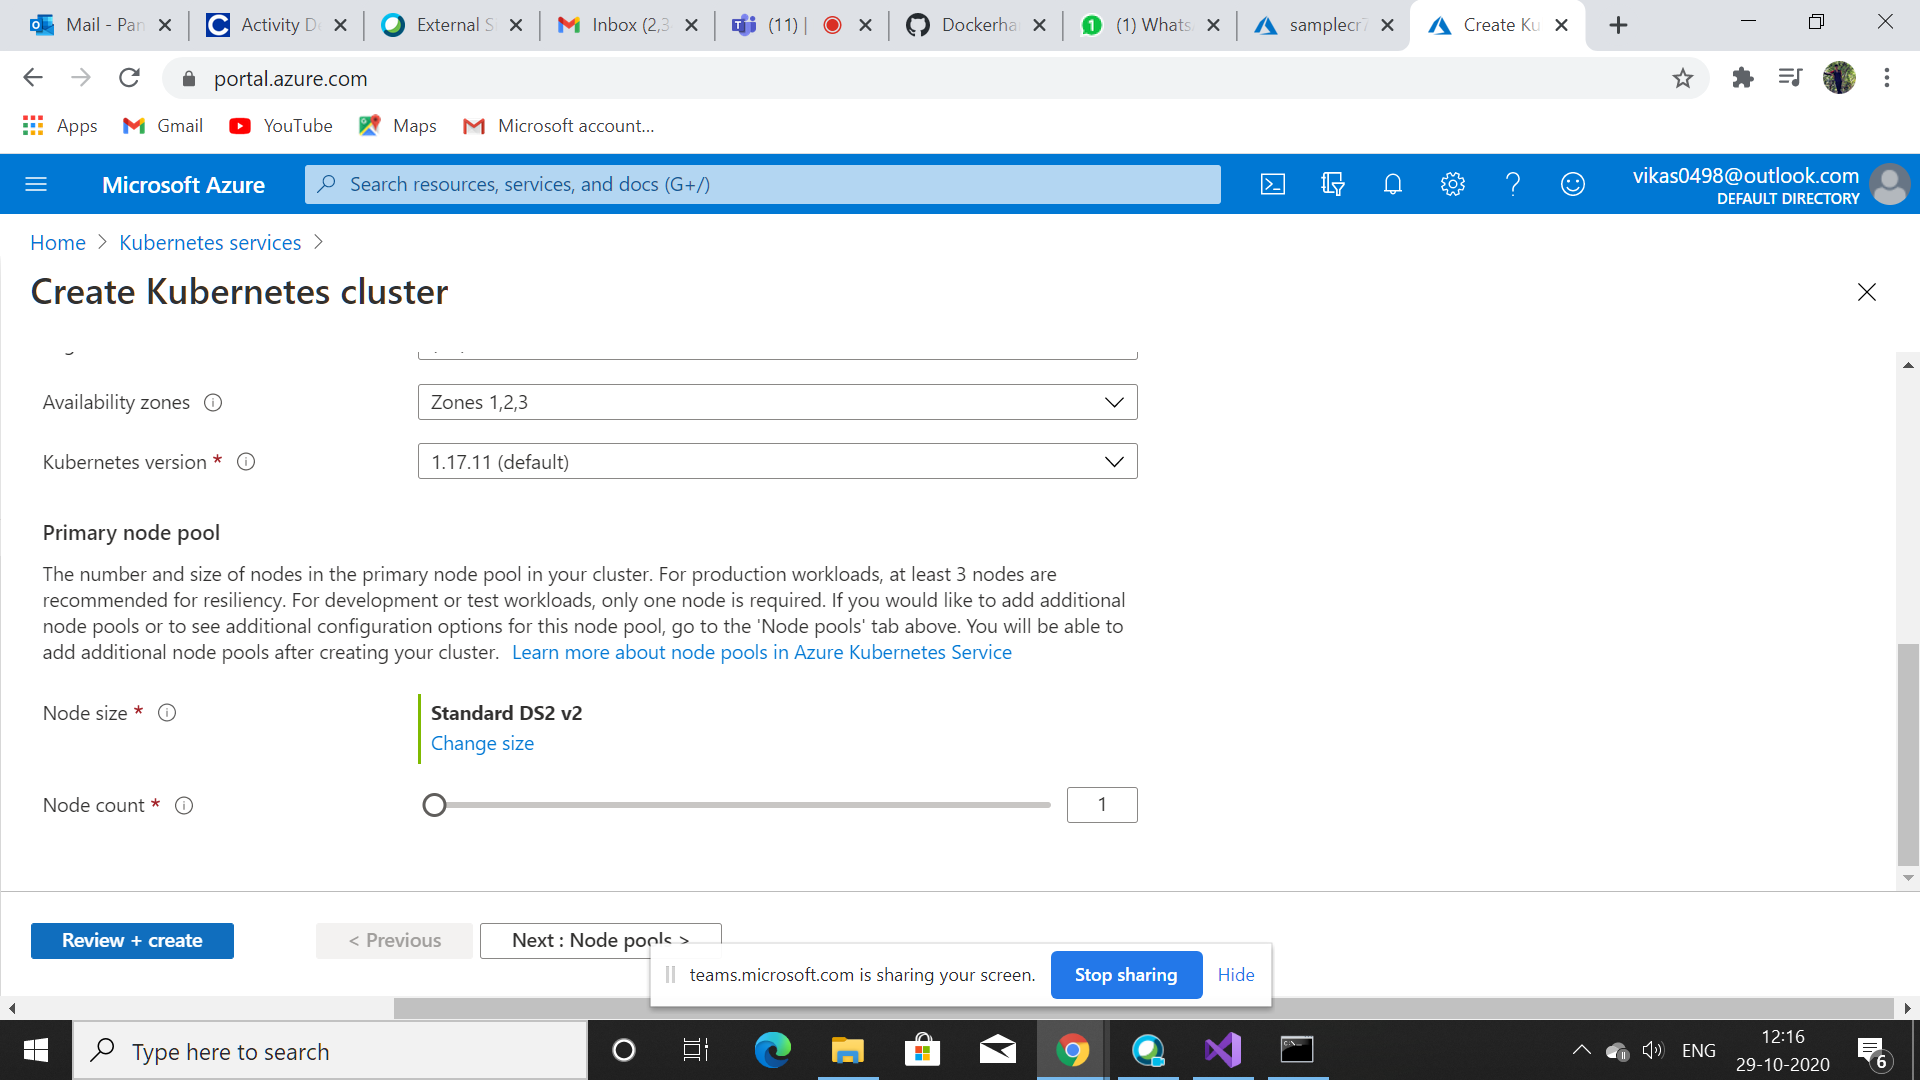 Mail - Pan
Activity De
External Si
Inbox (2,3
(11) |
Dockerha
(1) Whats
samplecr7
Create Ku
portal.azure.com
Apps
Gmail
YouTube
Maps
Microsoft account...
Microsoft Azure
Search resources, services, and docs (G+/)
vikas0498@outlook.com
DEFAULT DIRECTORY
Home > Kubernetes services >
Create Kubernetes cluster
Availability zones
Zones 1,2,3
Kubernetes version *
1.17.11 (default)
Primary node pool
The number and size of nodes in the primary node pool in your cluster. For production workloads, at least 3 nodes are
recommended for resiliency. For development or test workloads, only one node is required. If you would like to add additional
node pools or to see additional configuration options for this node pool, go to the 'Node pools' tab above. You will be able to
add additional node pools after creating your cluster. Learn more about node pools in Azure Kubernetes Service
Node size *
Standard DS2 v2
Change size
Node count *
1
Review + create
< Previous
Next : Node pools >
teams.microsoft.com is sharing your screen.
Stop sharing
Hide
Type here to search
ENG
12:16
29-10-2020
6